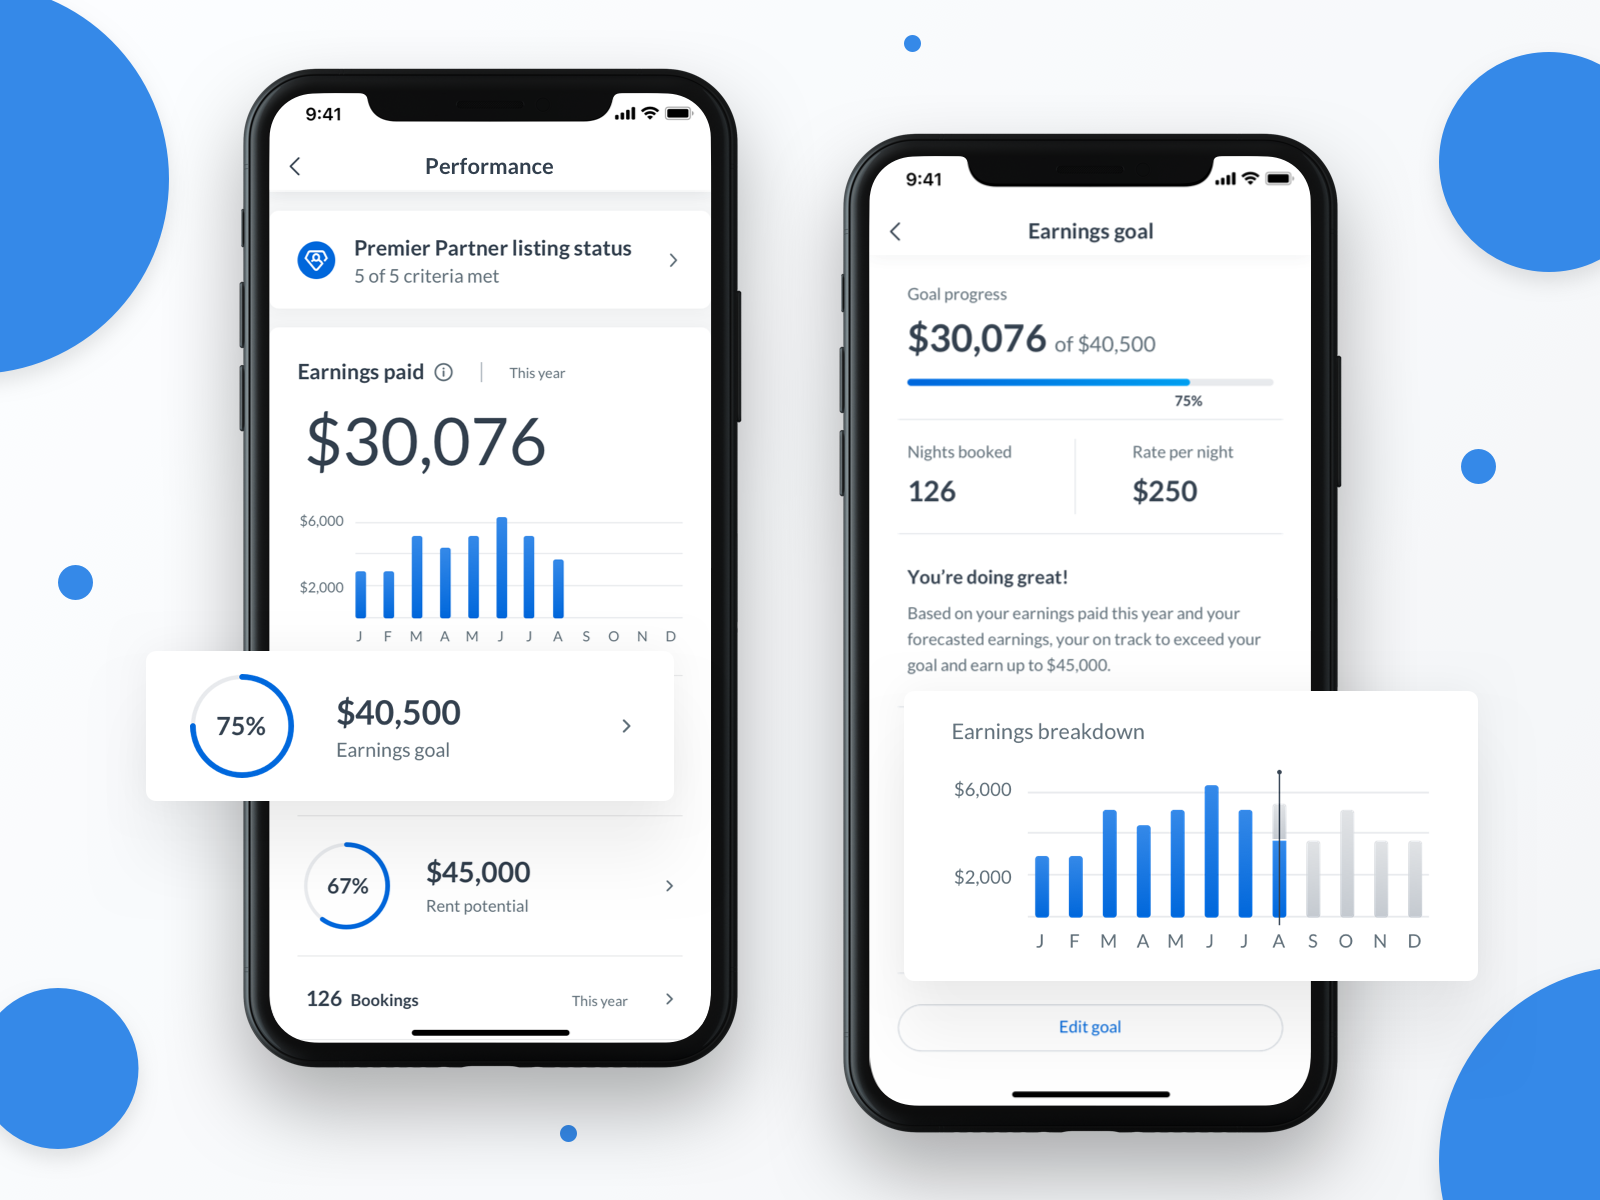 9:41
Performance
Premier Partner listing status
5 of 5 criteria met
Earnings paid
This year
$30,076
$6,000
$2,000
J F M A M J J A S O N D
75%
$40,500
Earnings goal
67%
$45,000
Rent potential
126 Bookings
This year
9:41
Earnings goal
Goal progress
$30,076 of $40,500
75%
Nights booked
Rate per night
126
$250
You're doing great!
Based on your earnings paid this year and your
forecasted earnings, your on track to exceed your
goal and earn up to $45,000.
Earnings breakdown
$6,000
$2,000
J F M A M J J A S O N D
Edit goal